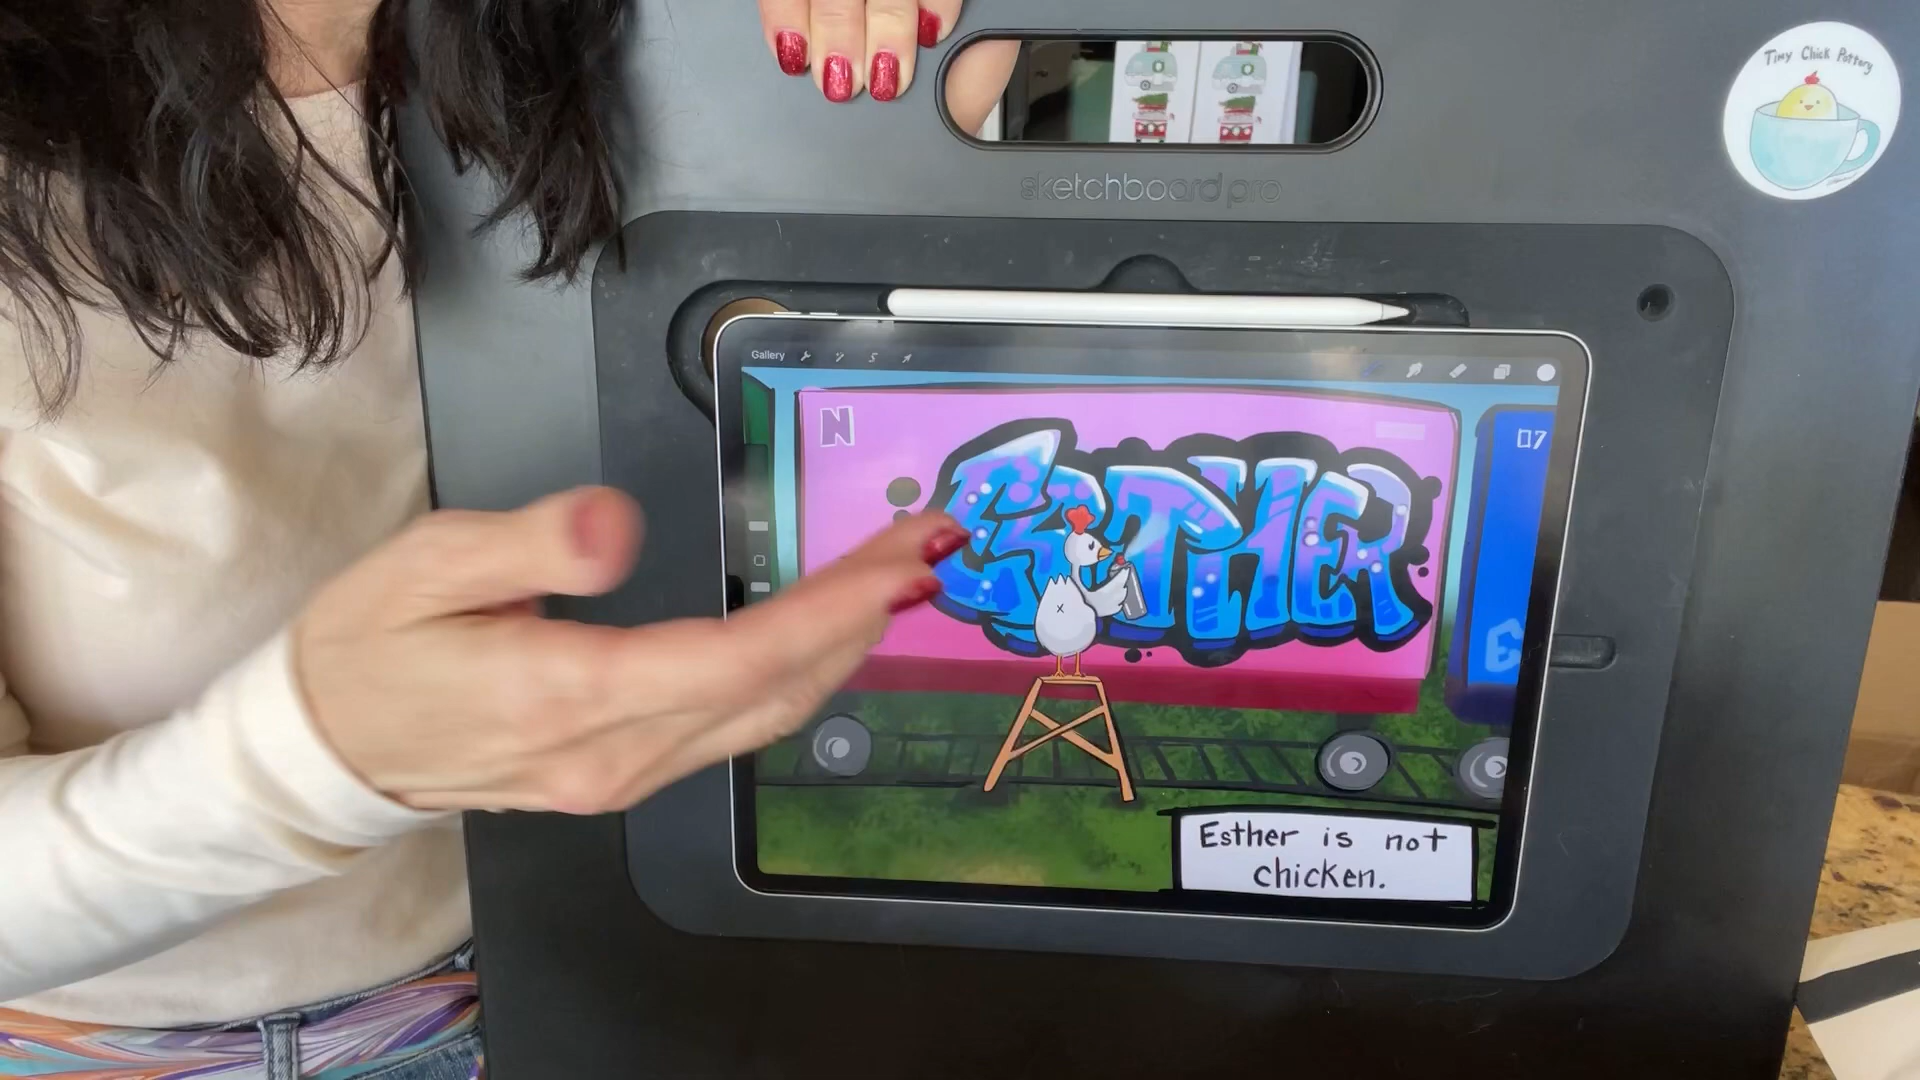 Tiny Chick Pottery
sketchboard pro
Gallery
N
ESTHER
07
E
Esther is not
chicken.